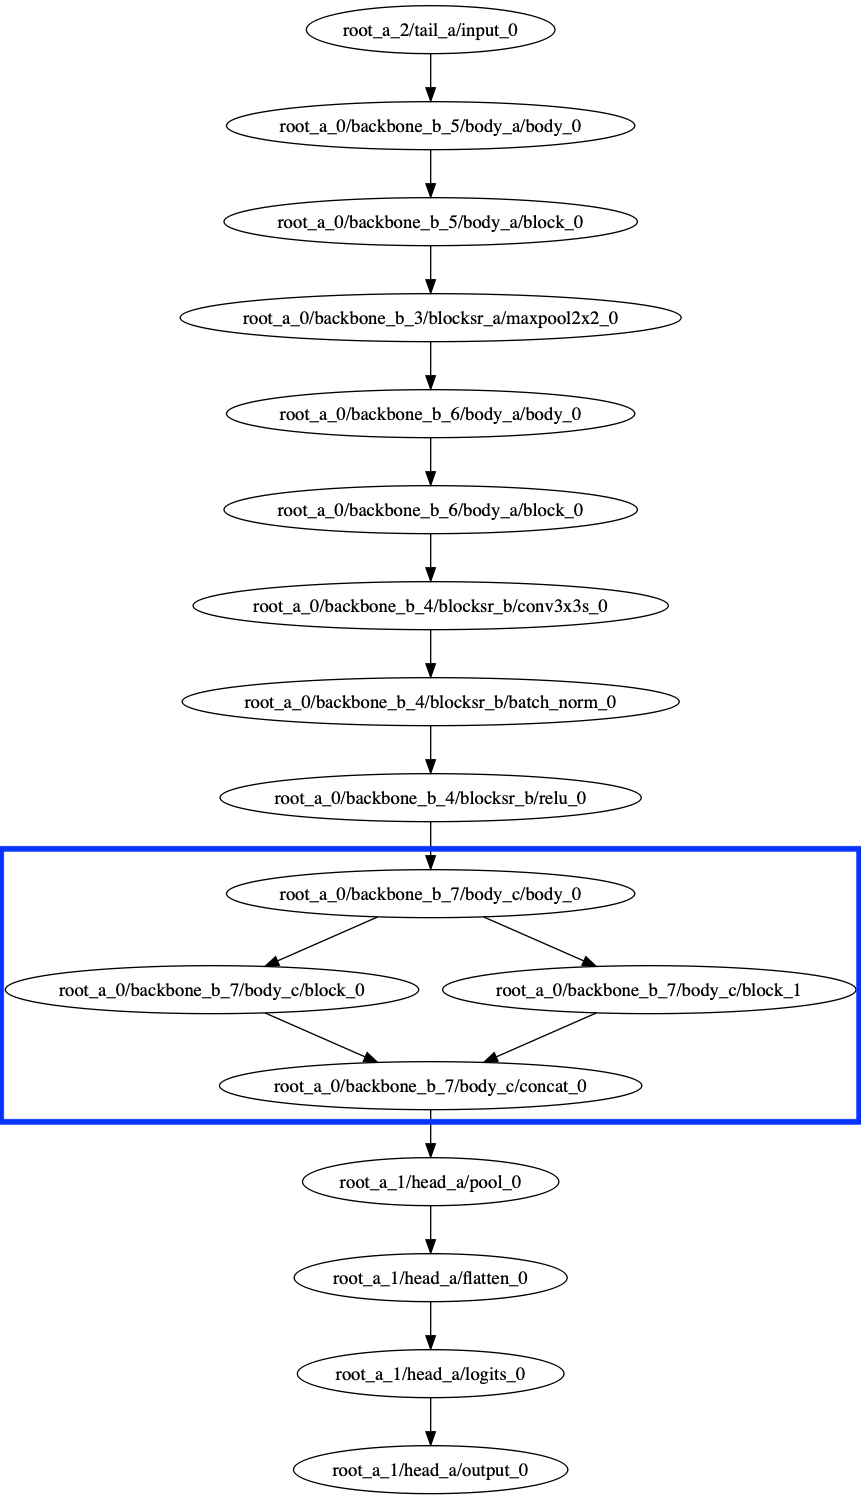 root_a_2/tail_a/input_0
root_a_0/backbone_b_5/body_a/body_0
root_a_0/backbone_b_5/body_a/block_0
root_a_0/backbone_b_3/blocksr_a/maxpool2x2_0
root_a_0/backbone_b_6/body_a/body_0
root_a_0/backbone_b_6/body_a/block_0
root_a_0/backbone_b_4/blocksr_b/conv3x3s_0
root_a_0/backbone_b_4/blocksr_b/batch_norm_0
root_a_0/backbone_b_4/blocksr_b/relu_0
root_a_0/backbone_b_7/body_c/body_0
root_a_0/backbone_b_7/body_c/block_0
root_a_0/backbone_b_7/body_c/block_1
root_a_0/backbone_b_7/body_c/concat_0
root_a_1/head_a/pool_0
root_a_1/head_a/flatten_0
root_a_1/head_a/logits_0
root_a_1/head_a/output_0